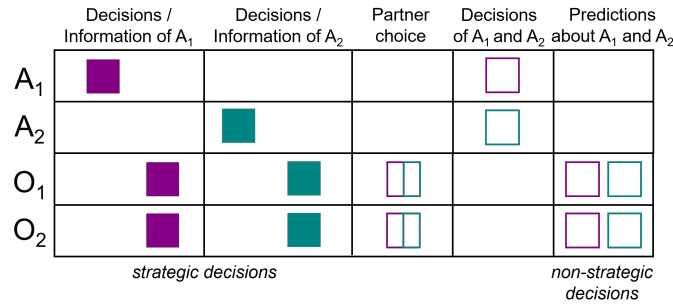 Decisions / Decisions / Partner Decisions Predictions
Information of A₁ Information of A₂ choice of A₁ and A₂ about A₁ and A₂
A₁
A₂
O₁
O₂
strategic decisions non-strategic
decisions